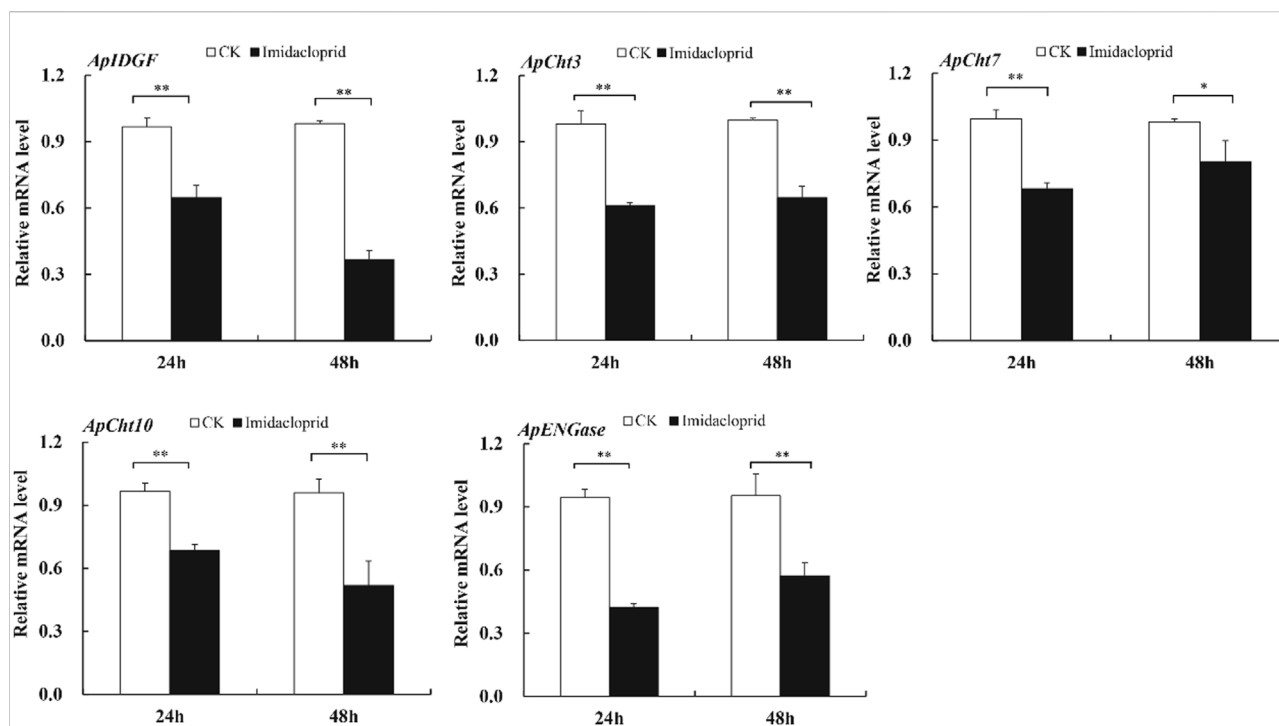 ApIDGF
CK Imidacloprid
Relative mRNA level
1.2
0.9
0.6
0.3
0.0
**
**
24h
48h
ApCht3
CK Imidacloprid
Relative mRNA level
1.2
0.9
0.6
0.3
0.0
**
**
24h
48h
ApCht7
CK Imidacloprid
Relative mRNA level
1.2
0.9
0.6
0.3
0.0
**
*
24h
48h
ApCht10
CK Imidacloprid
Relative mRNA level
1.2
0.9
0.6
0.3
0.0
**
**
24h
48h
ApENGase
CK Imidacloprid
Relative mRNA level
1.2
0.9
0.6
0.3
0.0
**
**
24h
48h